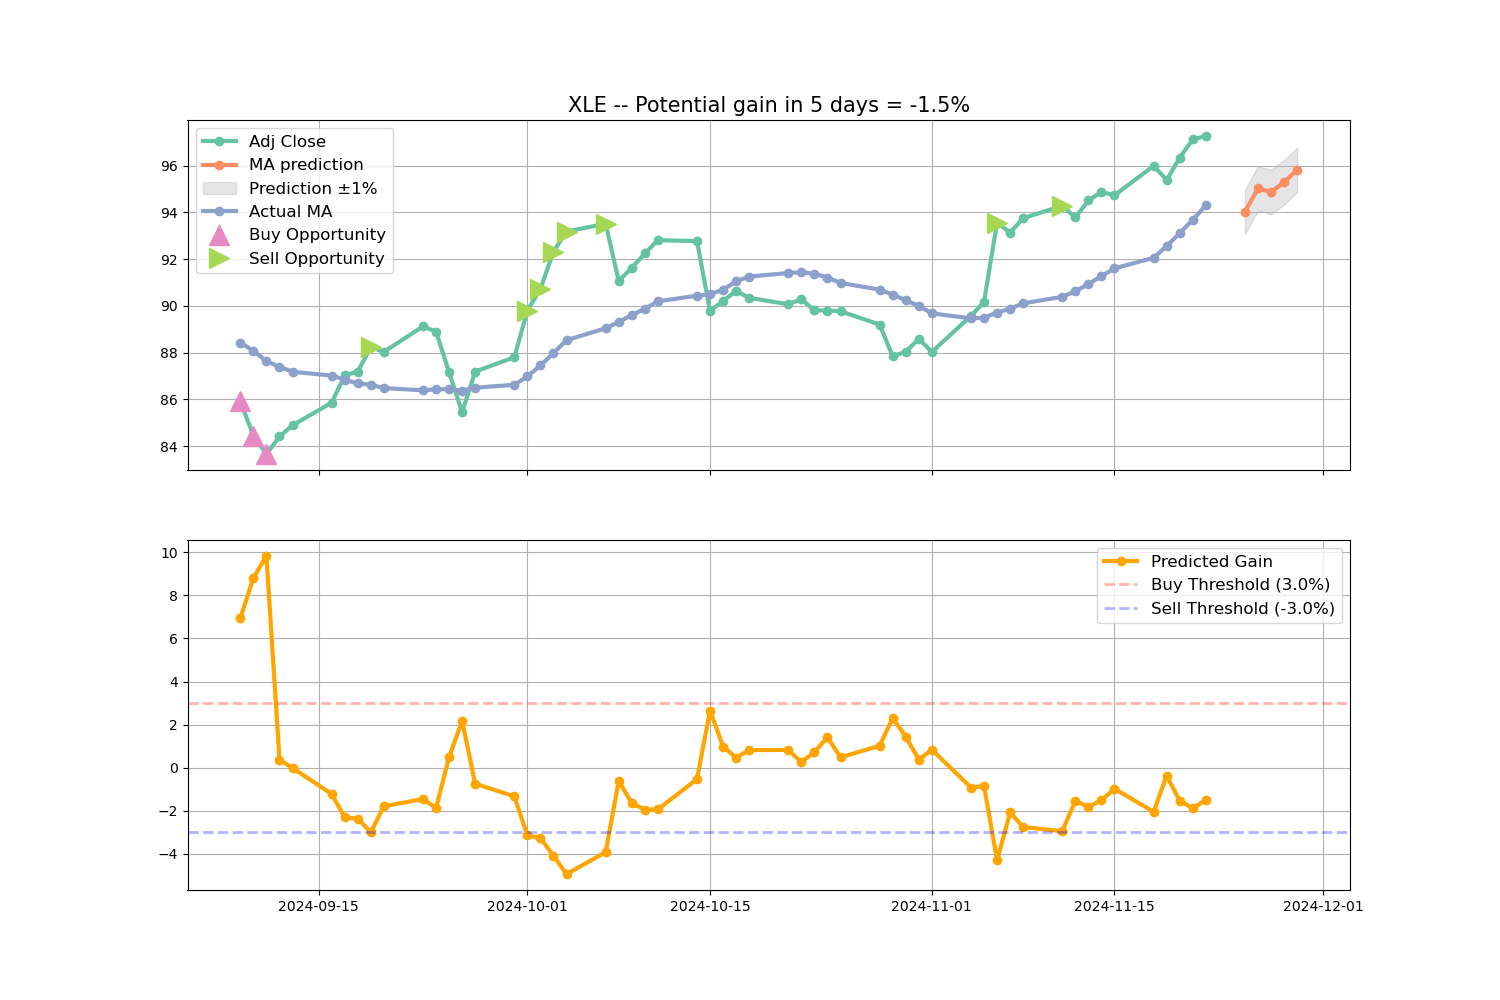 XLE -- Potential gain in 5 days = -1.5%
Adj Close
MA prediction
Prediction ±1%
Actual MA
Buy Opportunity
Sell Opportunity
96
94
92
90
88
86
84
10
8
6
4
2
0
−2
−4
Predicted Gain
Buy Threshold (3.0%)
Sell Threshold (-3.0%)
2024-09-15
2024-10-01
2024-10-15
2024-11-01
2024-11-15
2024-12-01